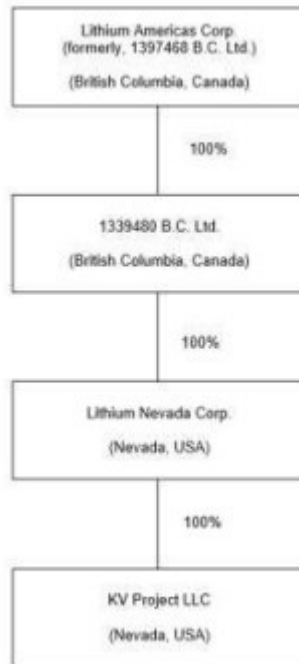 Lithium Americas Corp.
(formerly, 1397468 B.C. Ltd.)
(British Columbia, Canada)
100%
1339480 B.C. Ltd.
(British Columbia, Canada)
100%
Lithium Nevada Corp.
(Nevada, USA)
100%
KV Project LLC
(Nevada, USA)